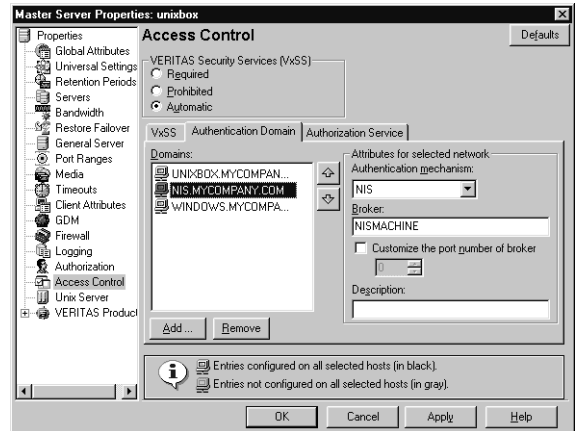 Master Server Properties: unixbox
Properties
Global Attributes
Universal Settings
Retention Periods
Servers
Bandwidth
Restore Failover
General Server
Port Ranges
Media
Timeouts
Client Attributes
GDM
Firewall
Logging
Authorization
Access Control
Unix Server
VERITAS Product
Access Control
Defaults
VERITAS Security Services (VxSS)
Required
Prohibited
Automatic
VxSS Authentication Domain Authorization Service
Domains:
UNIXBOX.MYCOMPAN...
NIS.MYCOMPANY.COM
WINDOWS.MYCOMPA...
Add ... Remove
Attributes for selected network
Authentication mechanism:
NIS
Broker:
NISMACHINE
Customize the port number of broker
0
Description:
Entries configured on all selected hosts (in black).
Entries not configured on all selected hosts (in gray).
OK Cancel Apply Help